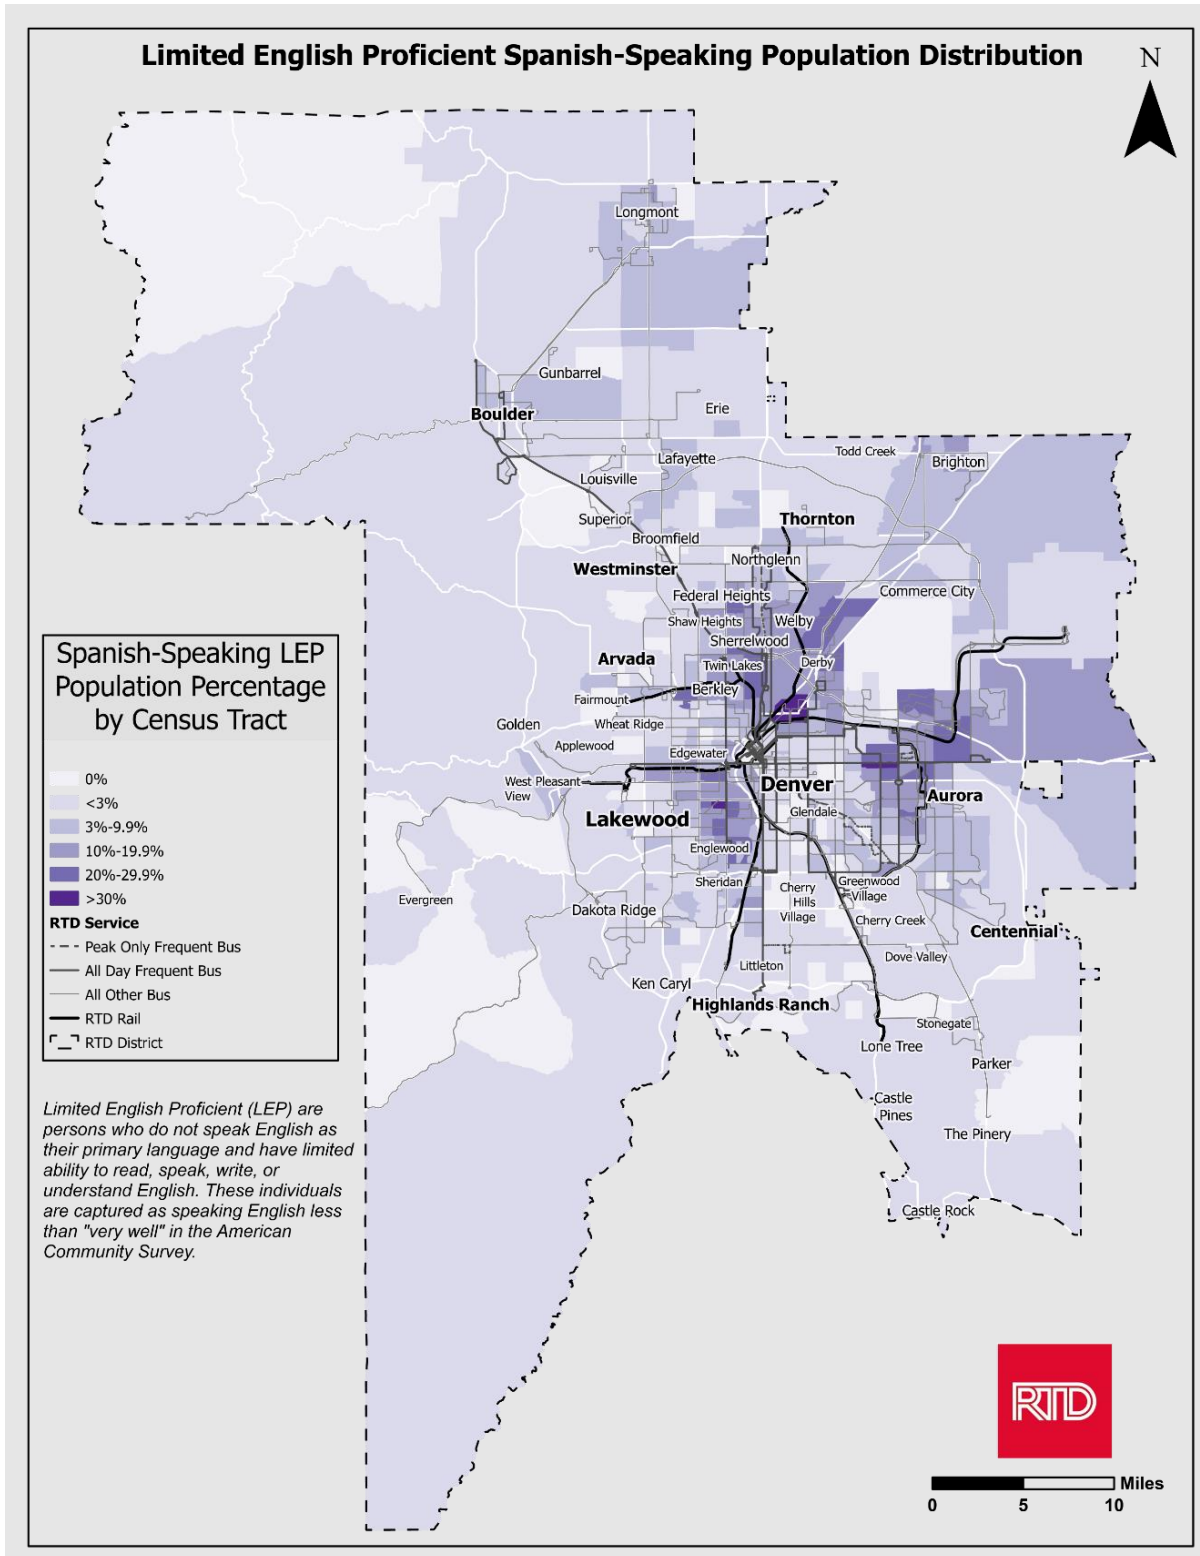 Limited English Proficient Spanish-Speaking Population Distribution
N
Longmont
Gunbarrel
Boulder
Erie
Todd Creek
Brighton
Lafayette
Louisville
Superior
Thornton
Broomfield
Northglenn
Westminster
Federal Heights
Commerce City
Shaw Heights
Welby
Sherrelwood
Arvada
Twin Lakes
Derby
Berkley
Fairmount
Golden
Wheat Ridge
Applewood
Edgewater
West Pleasant
View
Denver
Aurora
Lakewood
Glendale
Englewood
Sheridan
Cherry
Hills
Village
Greenwood
Village
Evergreen
Dakota Ridge
Cherry Creek
Centennial
Dove Valley
Littleton
Ken Caryl
Highlands Ranch
Stonegate
Lone Tree
Parker
Castle
Pines
The Pinery
Castle Rock
Spanish-Speaking LEP
Population Percentage
by Census Tract
0%
<3%
3%-9.9%
10%-19.9%
20%-29.9%
>30%
RTD Service
Peak Only Frequent Bus
All Day Frequent Bus
All Other Bus
RTD Rail
RTD District
Limited English Proficient (LEP) are
persons who do not speak English as
their primary language and have limited
ability to read, speak, write, or
understand English. These individuals
are captured as speaking English less
than "very well" in the American
Community Survey.
RTD
Miles
0 5 10